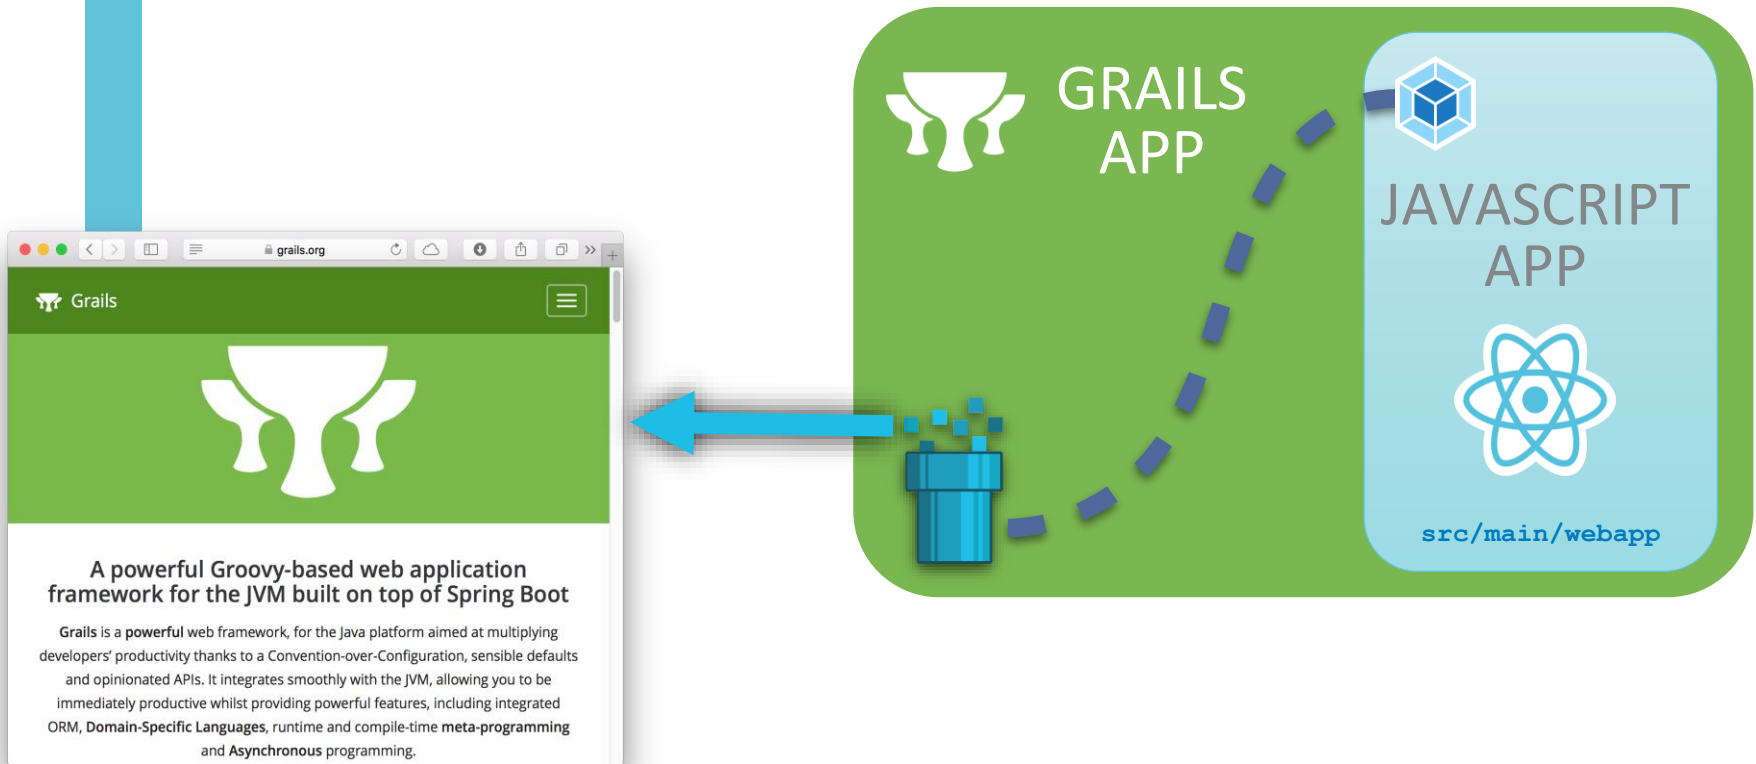 GRAILS
APP
JAVASCRIPT
APP
src/main/webapp
grails.org
Grails
A powerful Groovy-based web application
framework for the JVM built on top of Spring Boot
Grails is a powerful web framework, for the Java platform aimed at multiplying
developers’ productivity thanks to a Convention-over-Configuration, sensible defaults
and opinionated APIs. It integrates smoothly with the JVM, allowing you to be
immediately productive whilst providing powerful features, including integrated
ORM, Domain-Specific Languages, runtime and compile-time meta-programming
and Asynchronous programming.